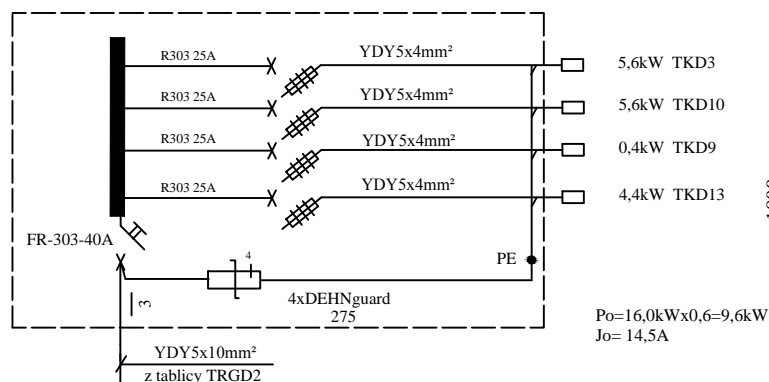 R303 25A
YDY5x4mm²
5,6kW TKD3
R303 25A
YDY5x4mm²
5,6kW TKD10
R303 25A
YDY5x4mm²
0,4kW TKD9
R303 25A
YDY5x4mm²
4,4kW TKD13
FR-303-40A
4
PE
4xDEHNguard
275
3
Po=16,0kWx0,6=9,6kW
Jo= 14,5A
YDY5x10mm²
z tablicy TRGD2